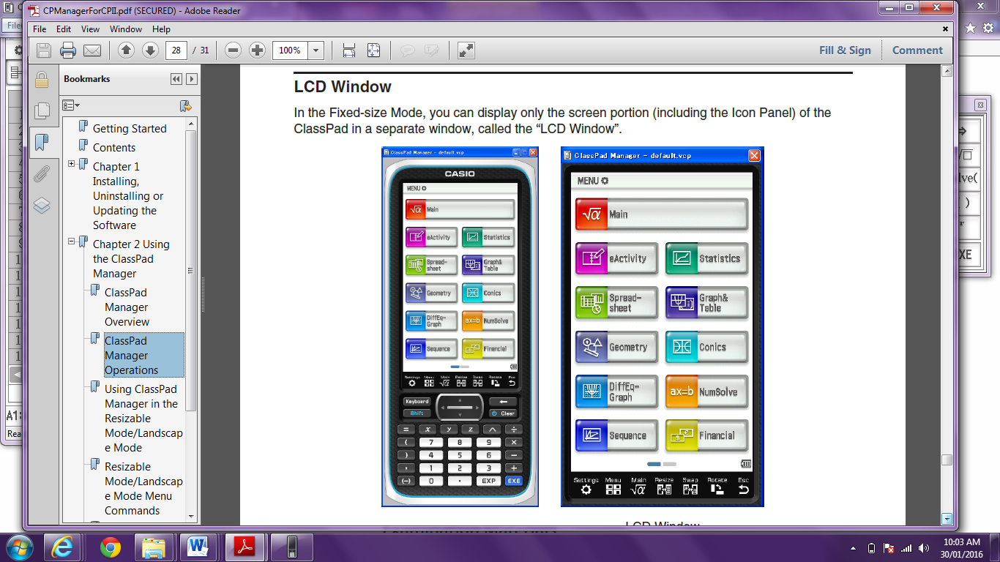 CPManagerForCPII.pdf (SECURED) - Adobe Reader
File Edit View Window Help
28 / 31 100% Fill & Sign Comment
Bookmarks
Getting Started
Contents
Chapter 1
Installing,
Uninstalling or
Updating the
Software
Chapter 2 Using
the ClassPad
Manager
ClassPad
Manager
Overview
ClassPad
Manager
Operations
Using ClassPad
Manager in the
Resizable
Mode/Landscap
e Mode
Resizable
Mode/Landscap
e Mode Menu
Commands
LCD Window
In the Fixed-size Mode, you can display only the screen portion (including the Icon Panel) of the
ClassPad in a separate window, called the “LCD Window”.
ClassPad Manager - default.vcp
CASIO
MENU
Main
eActivity Statistics
Spread-
sheet
Graph&
Table
Geometry Conics
DiffEq-
Graph
ax=b NumSolve
Sequence Financial
Settings Menu Main Resize Swap Rotate Esc
Keyboard
Shift Clear
= x y z ^ ÷
( 7 8 9 ×
) 4 5 6 −
, 1 2 3 +
(−) 0 · EXP EXE
ClassPad Manager - default.vcp
MENU
√α Main
eActivity Statistics
Spread-
sheet
Graph&
Table
Geometry Conics
DiffEq-
Graph
ax=b NumSolve
Sequence Financial
Settings Menu Main Resize Swap Rotate Esc
LCD Window
A1:
10:03 AM
30/01/2016